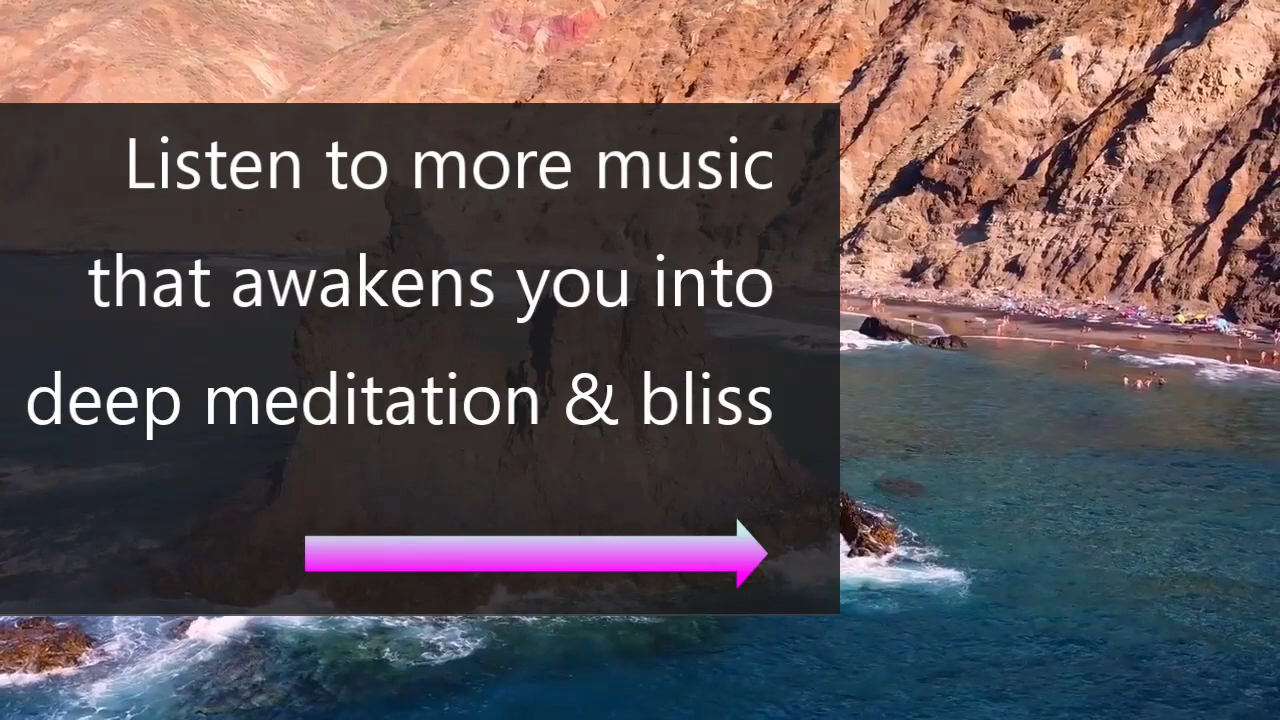 Listen to more music
that awakens you into
deep meditation & bliss